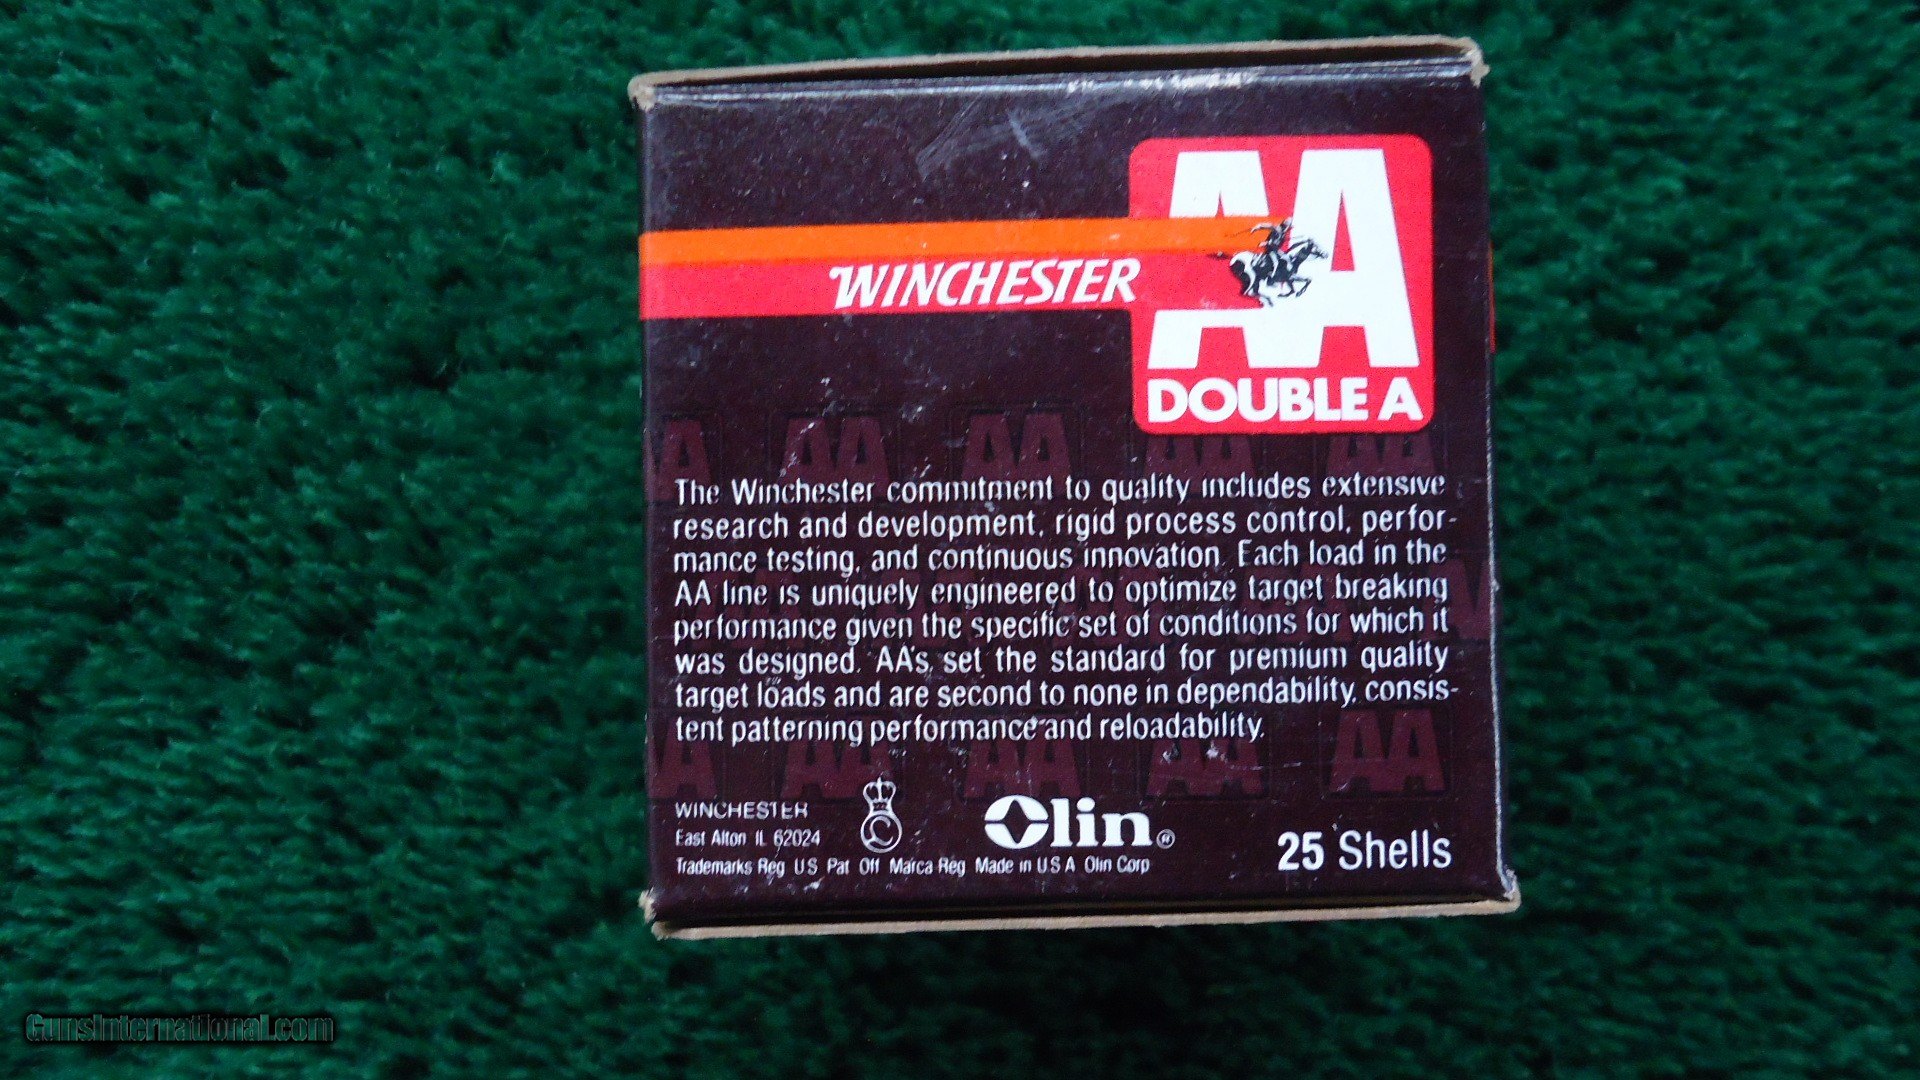 AA
WINCHESTER
DOUBLE A
The Winchester commitment to quality includes extensive
research and development, rigid process control, perfor-
mance testing, and continuous innovation. Each load in the
AA line is uniquely engineered to optimize target breaking
performance given the specific set of conditions for which it
was designed. AA's, set the standard for premium quality
target loads and are second to none in dependability, consis-
tent patterning performance and reloadability.
WINCHESTER
East Alton IL 62024
Olin®
25 Shells
Trademarks Reg US Pat Off Marca Reg Made in U S A Olin Corp
GunsInternational.com